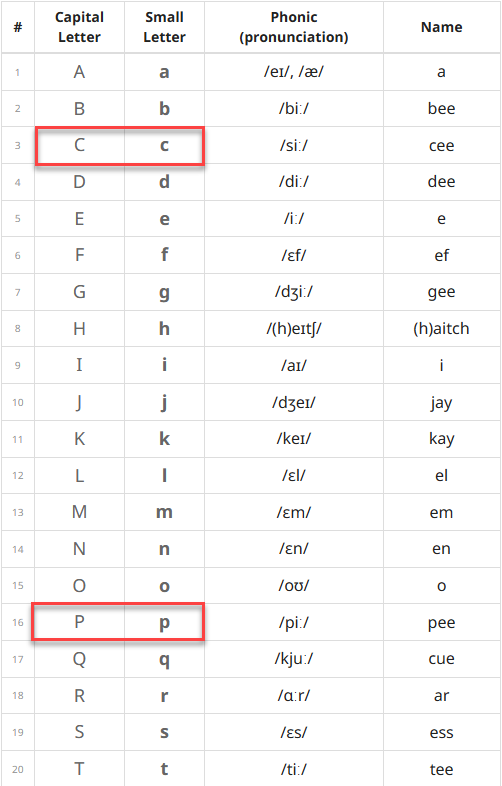 # Capital Letter Small Letter Phonic (pronunciation) Name
1 A a /eɪ/, /æ/ a
2 B b /biː/ bee
3 C c /siː/ cee
4 D d /diː/ dee
5 E e /iː/ e
6 F f /ɛf/ ef
7 G g /dʒiː/ gee
8 H h /(h)eɪtʃ/ (h)aitch
9 I i /aɪ/ i
10 J j /dʒeɪ/ jay
11 K k /keɪ/ kay
12 L l /ɛl/ el
13 M m /ɛm/ em
14 N n /ɛn/ en
15 O o /oʊ/ o
16 P p /piː/ pee
17 Q q /kjuː/ cue
18 R r /ɑːr/ ar
19 S s /ɛs/ ess
20 T t /tiː/ tee